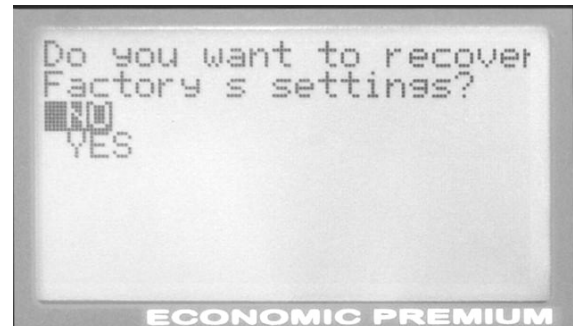 Do you want to recover
Factory s settings?
NO
YES
ECONOMIC PREMIUM